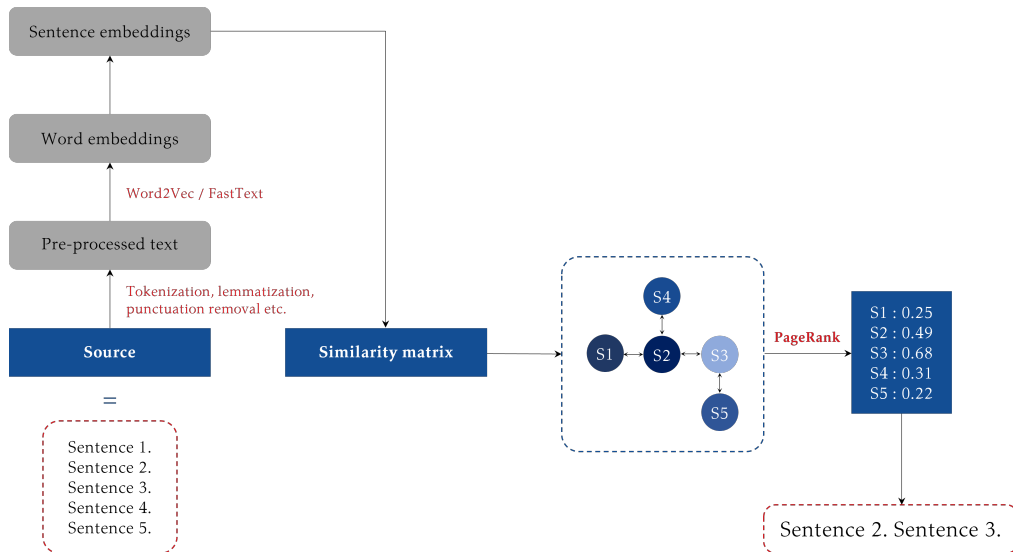 Sentence embeddings
Word embeddings
Word2Vec / FastText
Pre-processed text
Tokenization, lemmatization,
punctuation removal etc.
Source
=
Sentence 1.
Sentence 2.
Sentence 3.
Sentence 4.
Sentence 5.
Similarity matrix
S4
S1
S2
S3
S5
PageRank
S1 : 0.25
S2 : 0.49
S3 : 0.68
S4 : 0.31
S5 : 0.22
Sentence 2. Sentence 3.